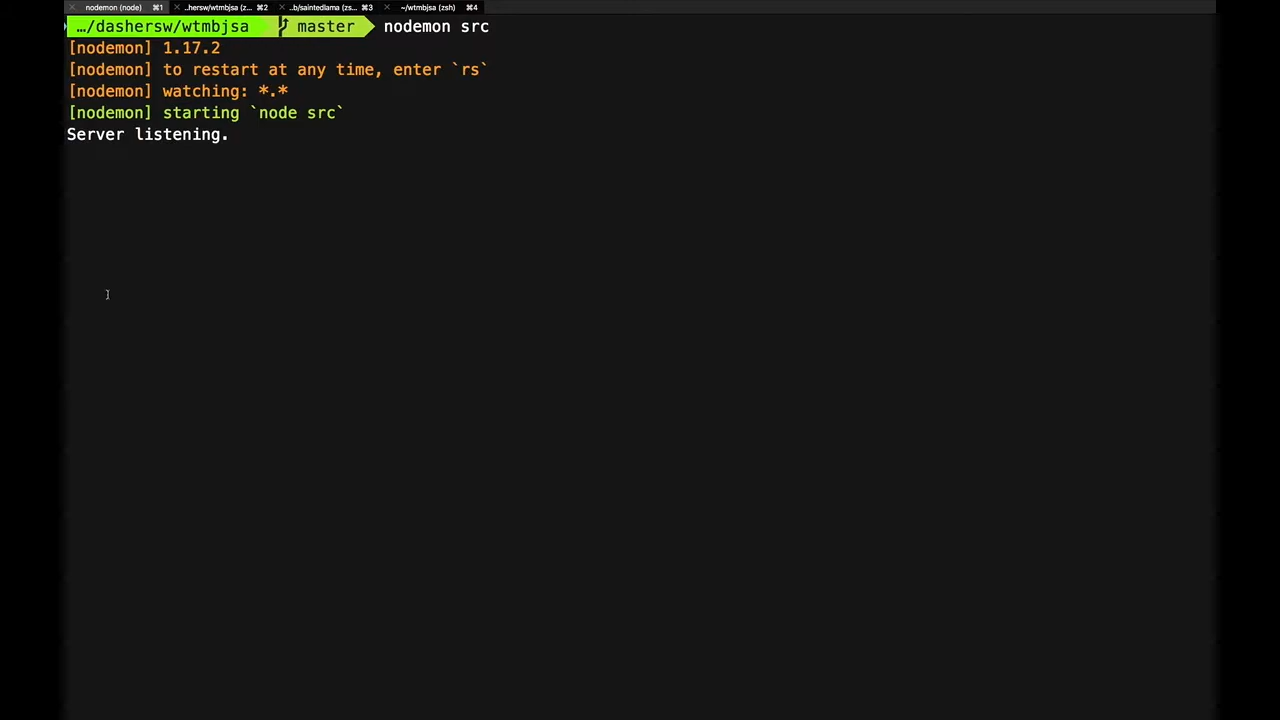 nodemon (node) ⌘1 ..hersw/wtmbjsa (z... ⌘2 ..b/saintedlama (zs... ⌘3 ~/wtmbjsa (zsh) ⌘4
…/dashersw/wtmbjsa master nodemon src
[nodemon] 1.17.2
[nodemon] to restart at any time, enter `rs`
[nodemon] watching: *.*
[nodemon] starting `node src`
Server listening.